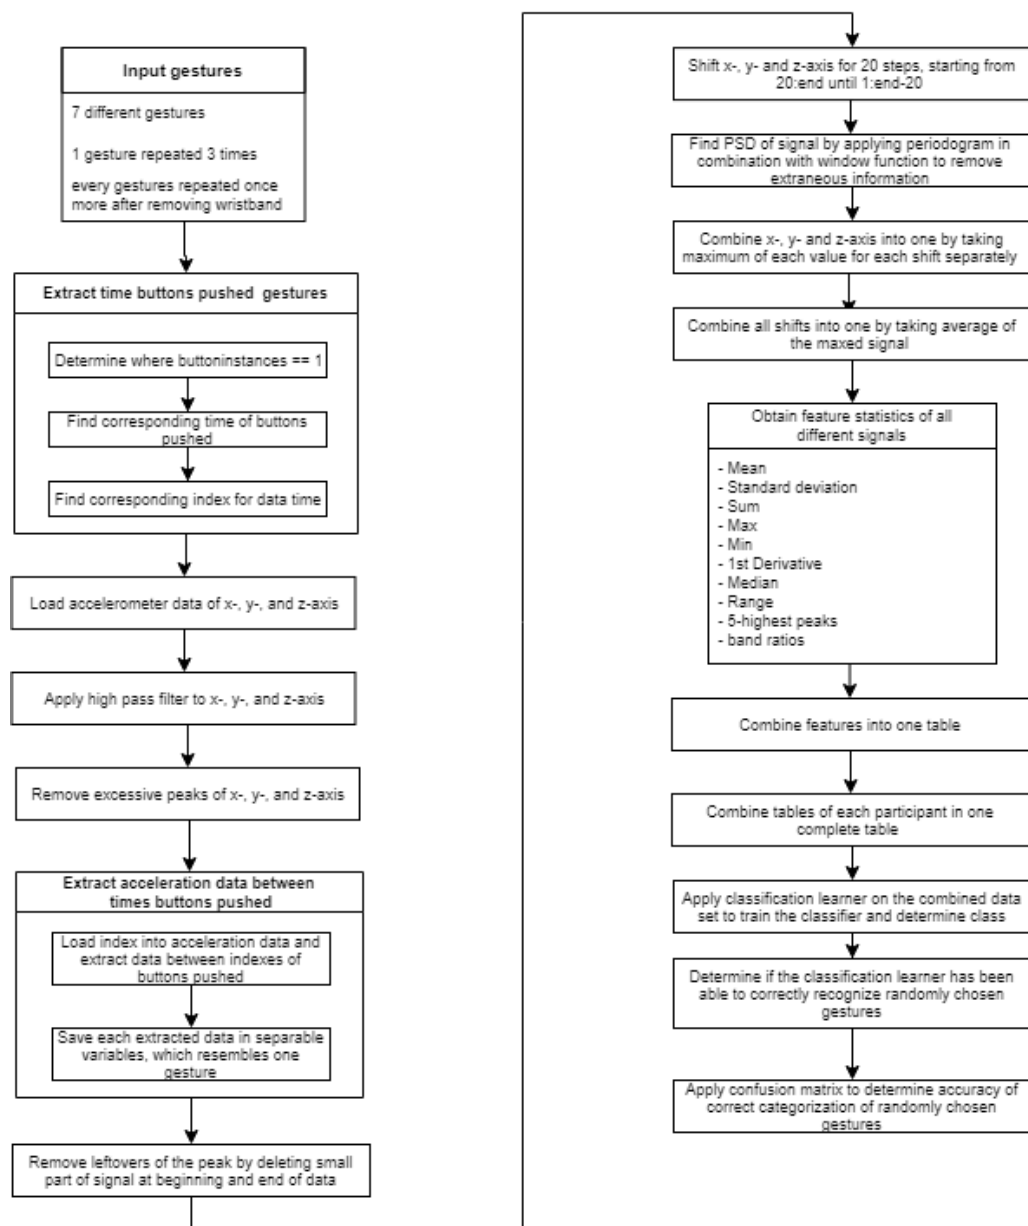 Input gestures
7 different gestures
1 gesture repeated 3 times
every gestures repeated once
more after removing wristband
Extract time buttons pushed gestures
Determine where buttoninstances == 1
Find corresponding time of buttons
pushed
Find corresponding index for data time
Load accelerometer data of x-, y-, and z-axis
Apply high pass filter to x-, y-, and z-axis
Remove excessive peaks of x-, y-, and z-axis
Extract acceleration data between
times buttons pushed
Load index into acceleration data and
extract data between indexes of
buttons pushed
Save each extracted data in separable
variables, which resembles one
gesture
Remove leftovers of the peak by deleting small
part of signal at beginning and end of data
Shift x-, y- and z-axis for 20 steps, starting from
20:end until 1:end-20
Find PSD of signal by applying periodogram in
combination with window function to remove
extraneous information
Combine x-, y- and z-axis into one by taking
maximum of each value for each shift separately
Combine all shifts into one by taking average of
the maxed signal
Obtain feature statistics of all
different signals
- Mean
- Standard deviation
- Sum
- Max
- Min
- 1st Derivative
- Median
- Range
- 5-highest peaks
- band ratios
Combine features into one table
Combine tables of each participant in one
complete table
Apply classification learner on the combined data
set to train the classifier and determine class
Determine if the classification learner has been
able to correctly recognize randomly chosen
gestures
Apply confusion matrix to determine accuracy of
correct categorization of randomly chosen
gestures